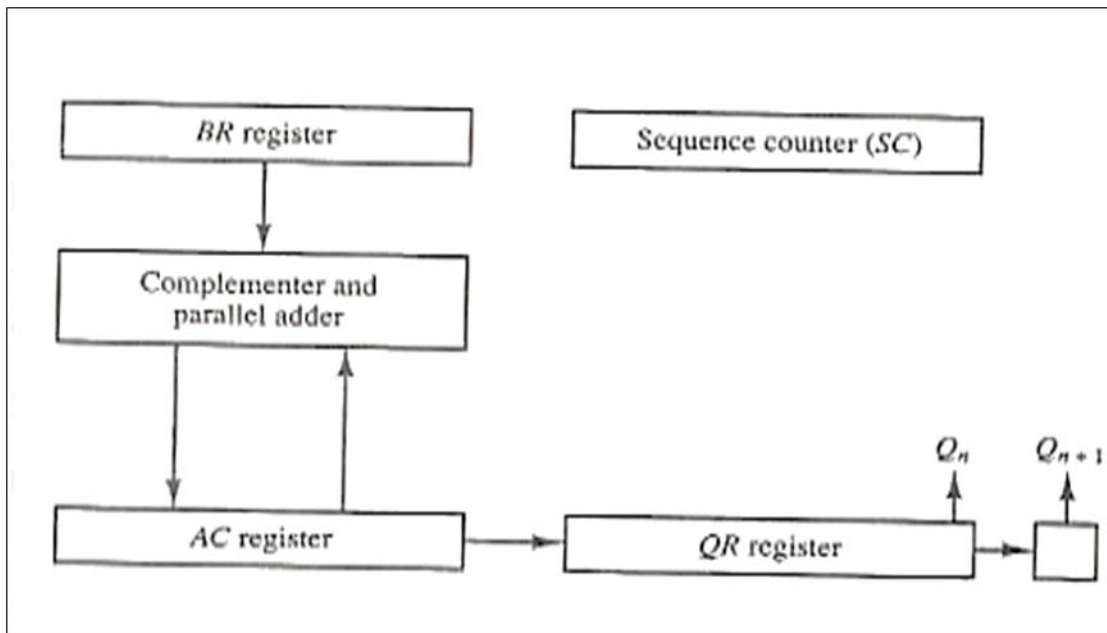 BR register
Sequence counter (SC)
Complementer and
parallel adder
Qn
Qn + 1
AC register
QR register